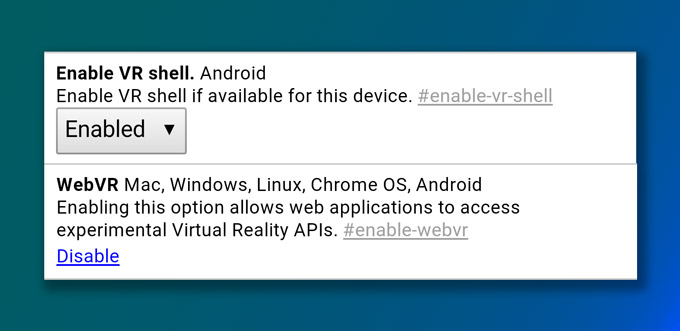 Enable VR shell. Android
Enable VR shell if available for this device. #enable-vr-shell
Enabled ▼
WebVR Mac, Windows, Linux, Chrome OS, Android
Enabling this option allows web applications to access
experimental Virtual Reality APIs. #enable-webvr
Disable